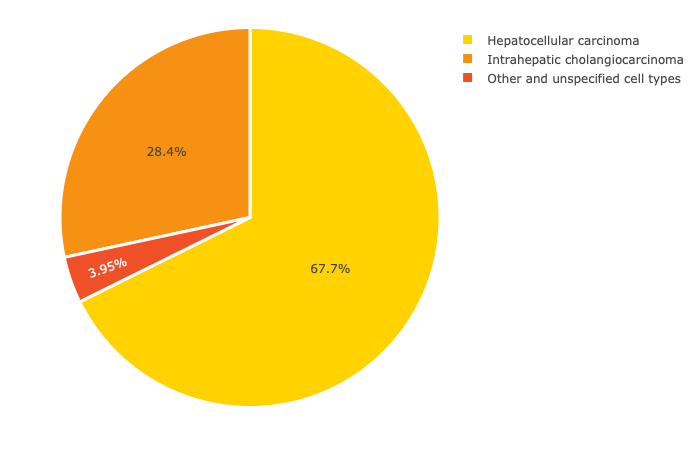 Hepatocellular carcinoma
Intrahepatic cholangiocarcinoma
Other and unspecified cell types
28.4%
3.95%
67.7%